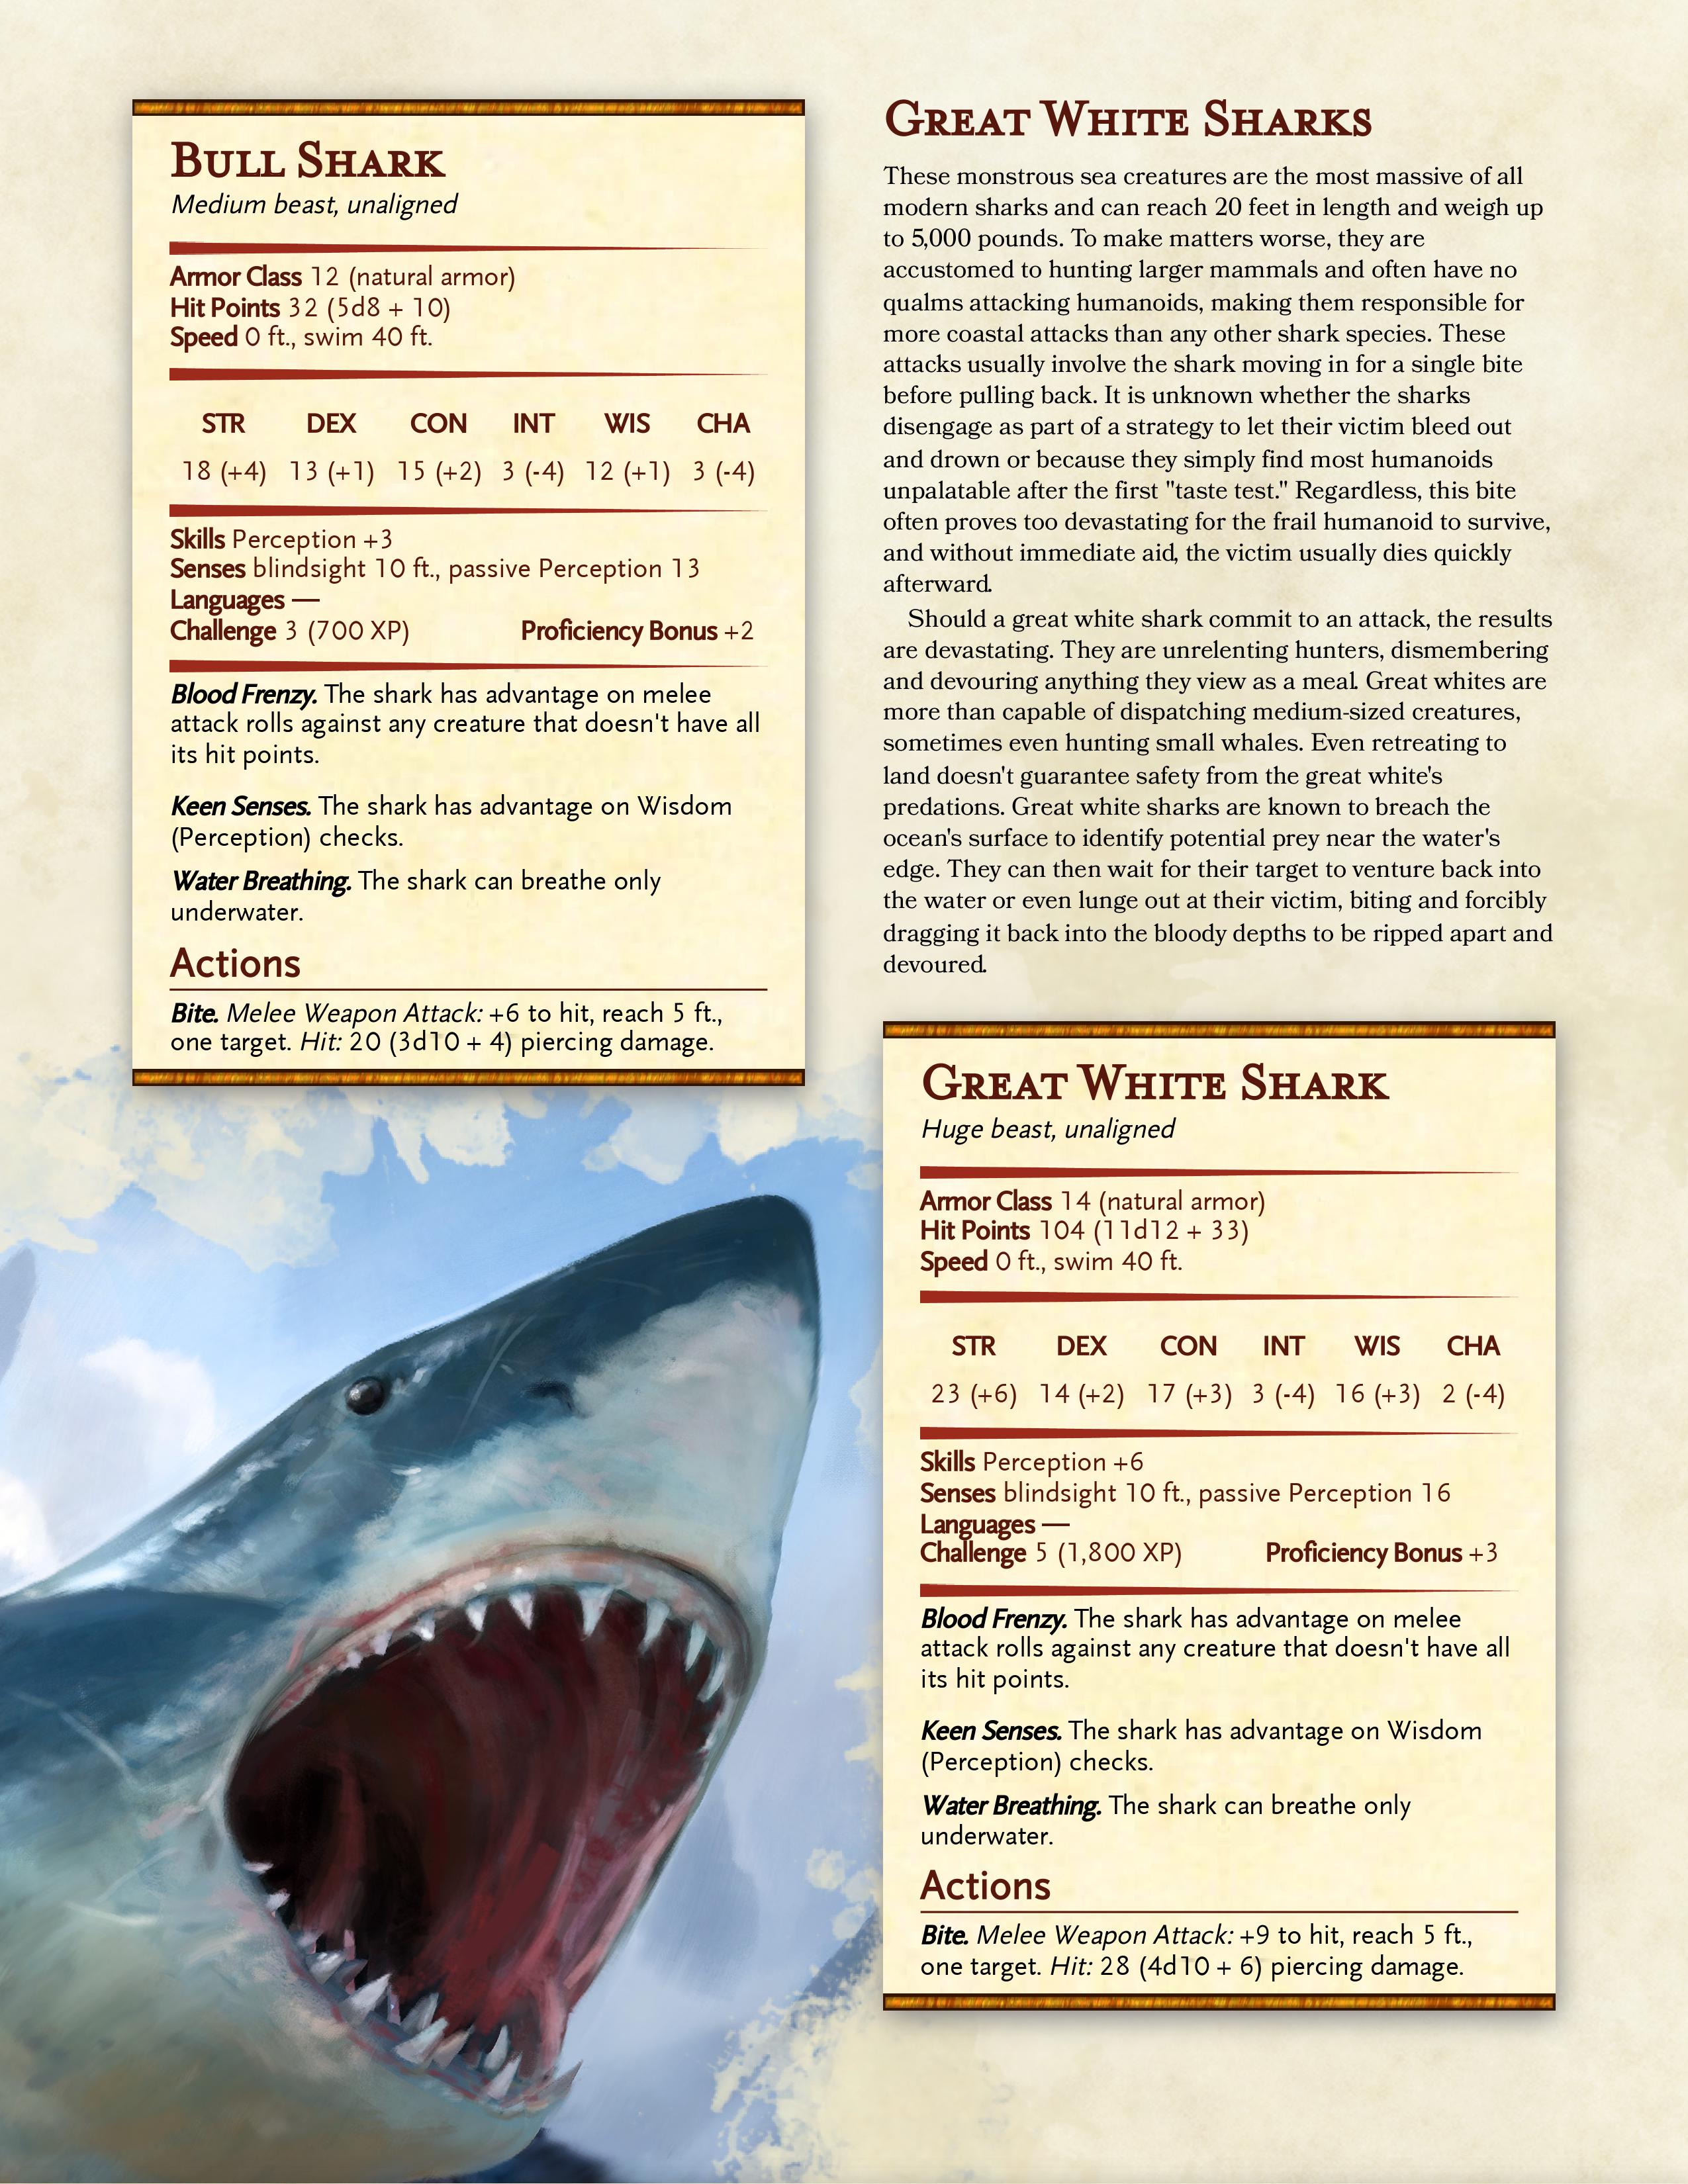 Bull Shark
Medium beast, unaligned
Armor Class 12 (natural armor)
Hit Points 32 (5d8 + 10)
Speed 0 ft., swim 40 ft.
STR DEX CON INT WIS CHA
18 (+4) 13 (+1) 15 (+2) 3 (-4) 12 (+1) 3 (-4)
Skills Perception +3
Senses blindsight 10 ft., passive Perception 13
Languages —
Challenge 3 (700 XP) Proficiency Bonus +2
Blood Frenzy. The shark has advantage on melee
attack rolls against any creature that doesn't have all
its hit points.
Keen Senses. The shark has advantage on Wisdom
(Perception) checks.
Water Breathing. The shark can breathe only
underwater.
Actions
Bite. Melee Weapon Attack: +6 to hit, reach 5 ft.,
one target. Hit: 20 (3d10 + 4) piercing damage.
Great White Sharks
These monstrous sea creatures are the most massive of all
modern sharks and can reach 20 feet in length and weigh up
to 5,000 pounds. To make matters worse, they are
accustomed to hunting larger mammals and often have no
qualms attacking humanoids, making them responsible for
more coastal attacks than any other shark species. These
attacks usually involve the shark moving in for a single bite
before pulling back. It is unknown whether the sharks
disengage as part of a strategy to let their victim bleed out
and drown or because they simply find most humanoids
unpalatable after the first "taste test." Regardless, this bite
often proves too devastating for the frail humanoid to survive,
and without immediate aid, the victim usually dies quickly
afterward.
Should a great white shark commit to an attack, the results
are devastating. They are unrelenting hunters, dismembering
and devouring anything they view as a meal. Great whites are
more than capable of dispatching medium-sized creatures,
sometimes even hunting small whales. Even retreating to
land doesn't guarantee safety from the great white's
predations. Great white sharks are known to breach the
ocean's surface to identify potential prey near the water's
edge. They can then wait for their target to venture back into
the water or even lunge out at their victim, biting and forcibly
dragging it back into the bloody depths to be ripped apart and
devoured.
Great White Shark
Huge beast, unaligned
Armor Class 14 (natural armor)
Hit Points 104 (11d12 + 33)
Speed 0 ft., swim 40 ft.
STR DEX CON INT WIS CHA
23 (+6) 14 (+2) 17 (+3) 3 (-4) 16 (+3) 2 (-4)
Skills Perception +6
Senses blindsight 10 ft., passive Perception 16
Languages —
Challenge 5 (1,800 XP) Proficiency Bonus +3
Blood Frenzy. The shark has advantage on melee
attack rolls against any creature that doesn't have all
its hit points.
Keen Senses. The shark has advantage on Wisdom
(Perception) checks.
Water Breathing. The shark can breathe only
underwater.
Actions
Bite. Melee Weapon Attack: +9 to hit, reach 5 ft.,
one target. Hit: 28 (4d10 + 6) piercing damage.